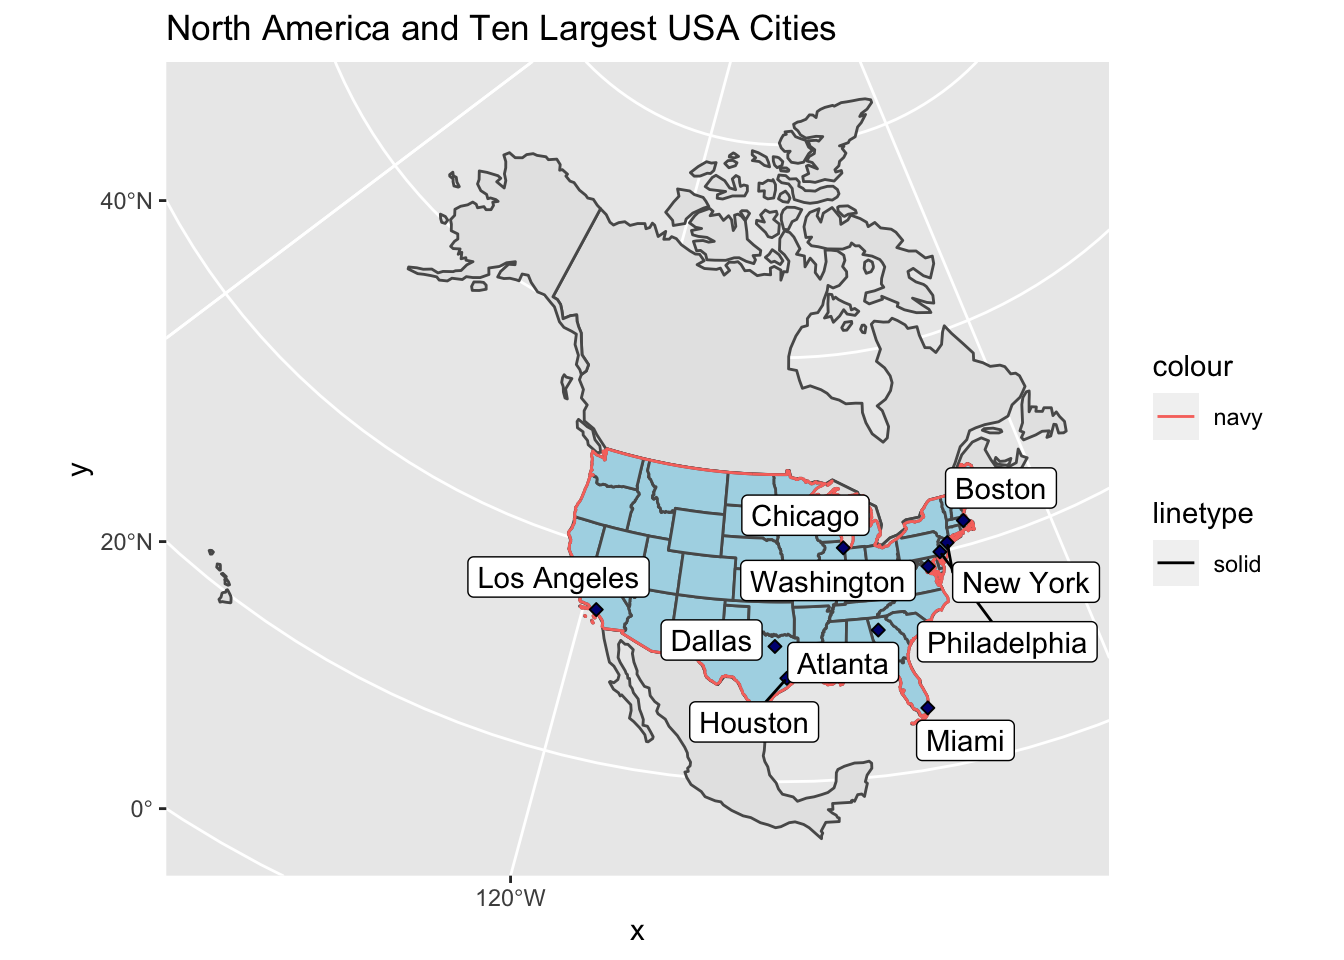 North America and Ten Largest USA Cities
40°N
20°N
0°
120°W
x
y
Boston
Chicago
Los Angeles
Washington
New York
Dallas
Atlanta
Philadelphia
Houston
Miami
colour
navy
linetype
solid